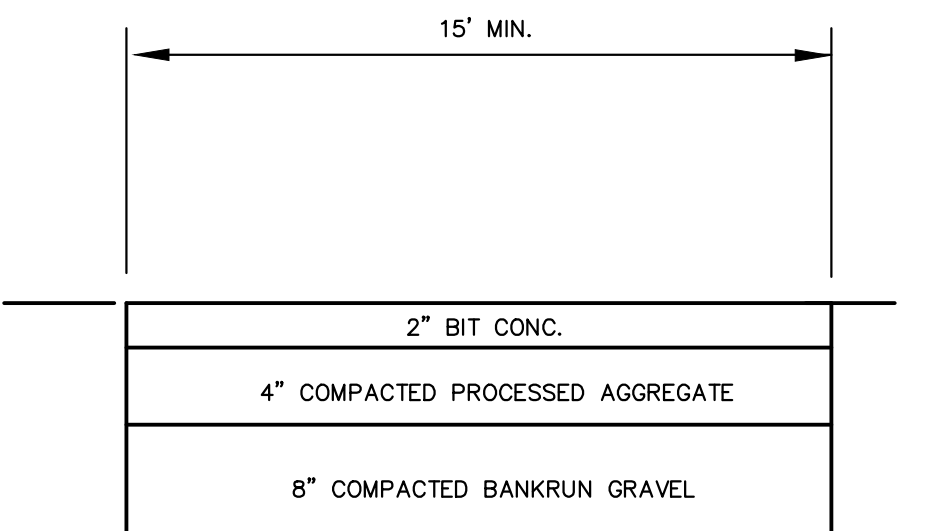 15’ MIN.
2” BIT CONC.
4” COMPACTED PROCESSED AGGREGATE
8” COMPACTED BANKRUN GRAVEL